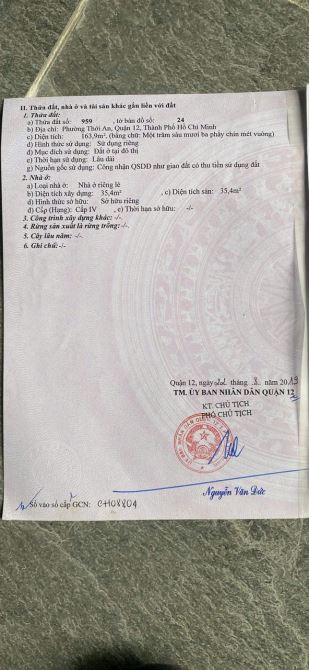 II. Thửa đất, nhà ở và tài sản khác gắn liền với đất
1. Thửa đất:
a) Thửa đất số: 959 , tờ bản đồ số: 24
b) Địa chỉ: Phường Thới An, Quận 12, Thành Phố Hồ Chí Minh
c) Diện tích: 163,9m², (bằng chữ: Một trăm sáu mươi ba phẩy chín mét vuông)
d) Hình thức sử dụng: Sử dụng riêng
đ) Mục đích sử dụng: Đất ở tại đô thị
e) Thời hạn sử dụng: Lâu dài
g) Nguồn gốc sử dụng: Công nhận QSDĐ như giao đất có thu tiền sử dụng đất
2. Nhà ở:
a) Loại nhà ở: Nhà ở riêng lẻ
b) Diện tích xây dựng: 35,4m² , c) Diện tích sàn: 35,4m²
d) Hình thức sở hữu: Sở hữu riêng
đ) Cấp (Hạng): Cấp IV , e) Thời hạn sở hữu: -/-
3. Công trình xây dựng khác: -/-
4. Rừng sản xuất là rừng trồng: -/-
5. Cây lâu năm: -/-
6. Ghi chú: -/-
Quận 12, ngày tháng 8 năm 2019
TM. ỦY BAN NHÂN DÂN QUẬN 12
KT. CHỦ TỊCH
PHÓ CHỦ TỊCH
Nguyễn Văn Đức
Số vào sổ cấp GCN: CH08804